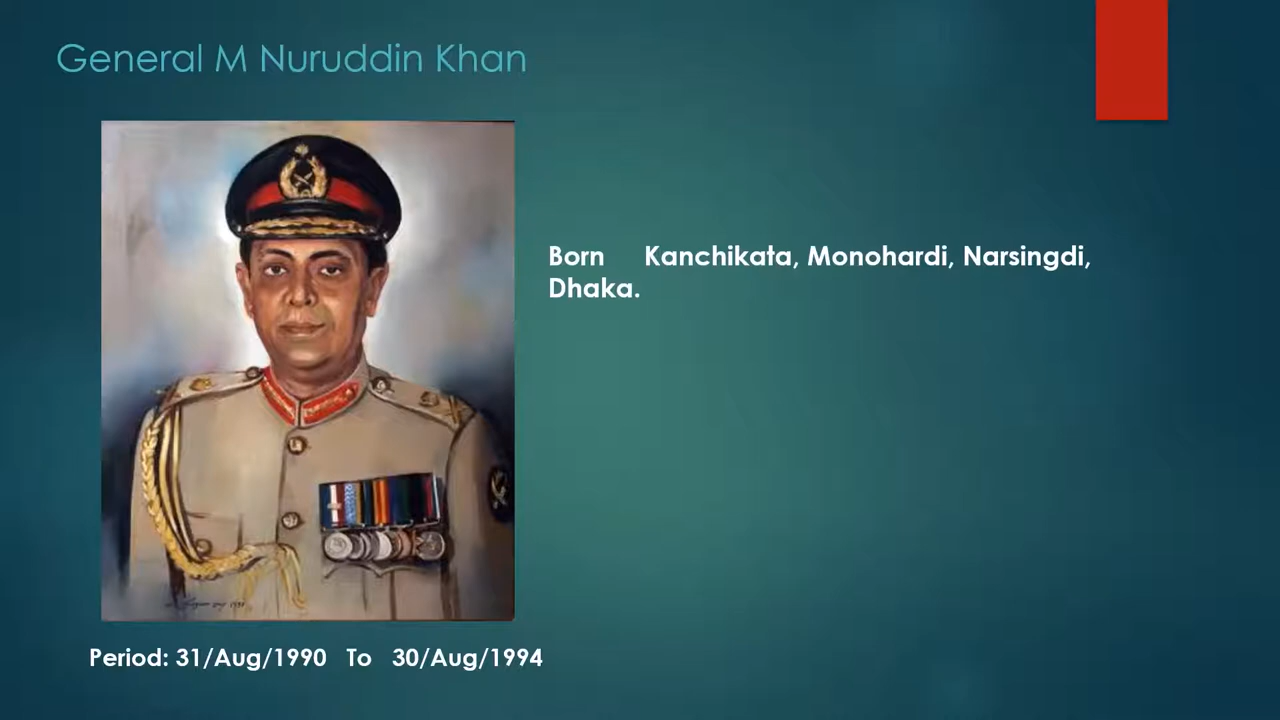 General M Nuruddin Khan
Born Kanchikata, Monohardi, Narsingdi,
Dhaka.
Period: 31/Aug/1990 To 30/Aug/1994